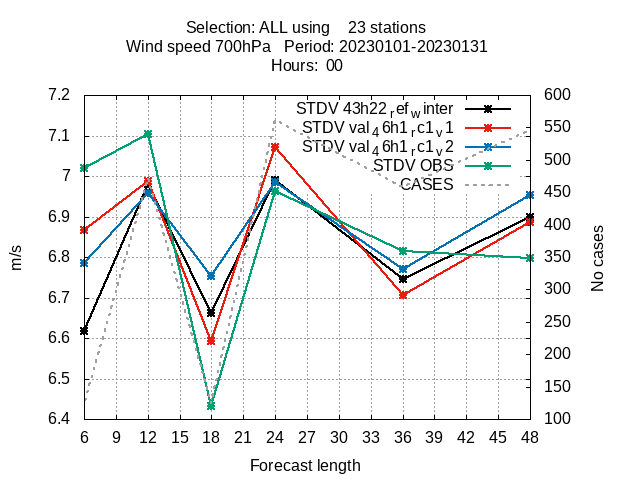 Selection: ALL using    23 stations
Wind speed 700hPa   Period: 20230101-20230131
Hours:  00
7.2
7.1
7
6.9
6.8
6.7
6.6
6.5
6.4
m/s
STDV 43h22ref_winter
STDV val_46h1_rc1_v1
STDV val_46h1_rc1_v2
STDV OBS
CASES
600
550
500
450
400
350
300
250
200
150
100
No cases
6 9 12 15 18 21 24 27 30 33 36 39 42 45 48
Forecast length